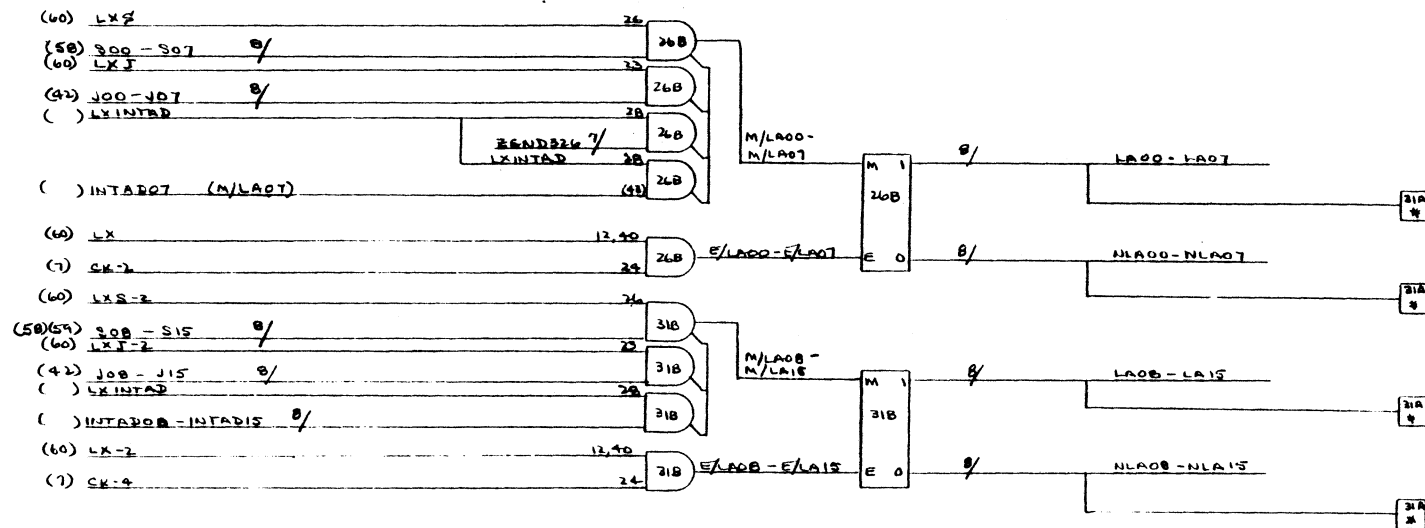 (60) LXS 26
26B
(58) S00 - S07 8/
(60) LXJ 23
26B
(42) J00-J07 8/
( ) LXINTAD 28
26B
ZGND326 7/
LXINTAD 28
26B
( ) INTAD07 (M/LA07) (42)
M/LA00-
M/LA07
M 1
26B
E 0
8/ LA00-LA07
31A
*
(60) LX 12,40
26B
E/LA00-E/LA07
8/ NLA00-NLA07
(7) CK-2 24
31A
*
(60) LXS-2 26
31B
(58)(59) S08 - S15 8/
(60) LXJ-2 23
31B
(42) J08 - J15 8/
( ) LXINTAD 28
31B
( ) INTAD08-INTAD15 8/
M/LA08-
M/LA15
M 1
31B
E 0
8/ LA08-LA15
31A
*
(60) LX-2 12,40
31B
E/LA08-E/LA15
8/ NLA08-NLA15
(7) CK-4 24
31A
*